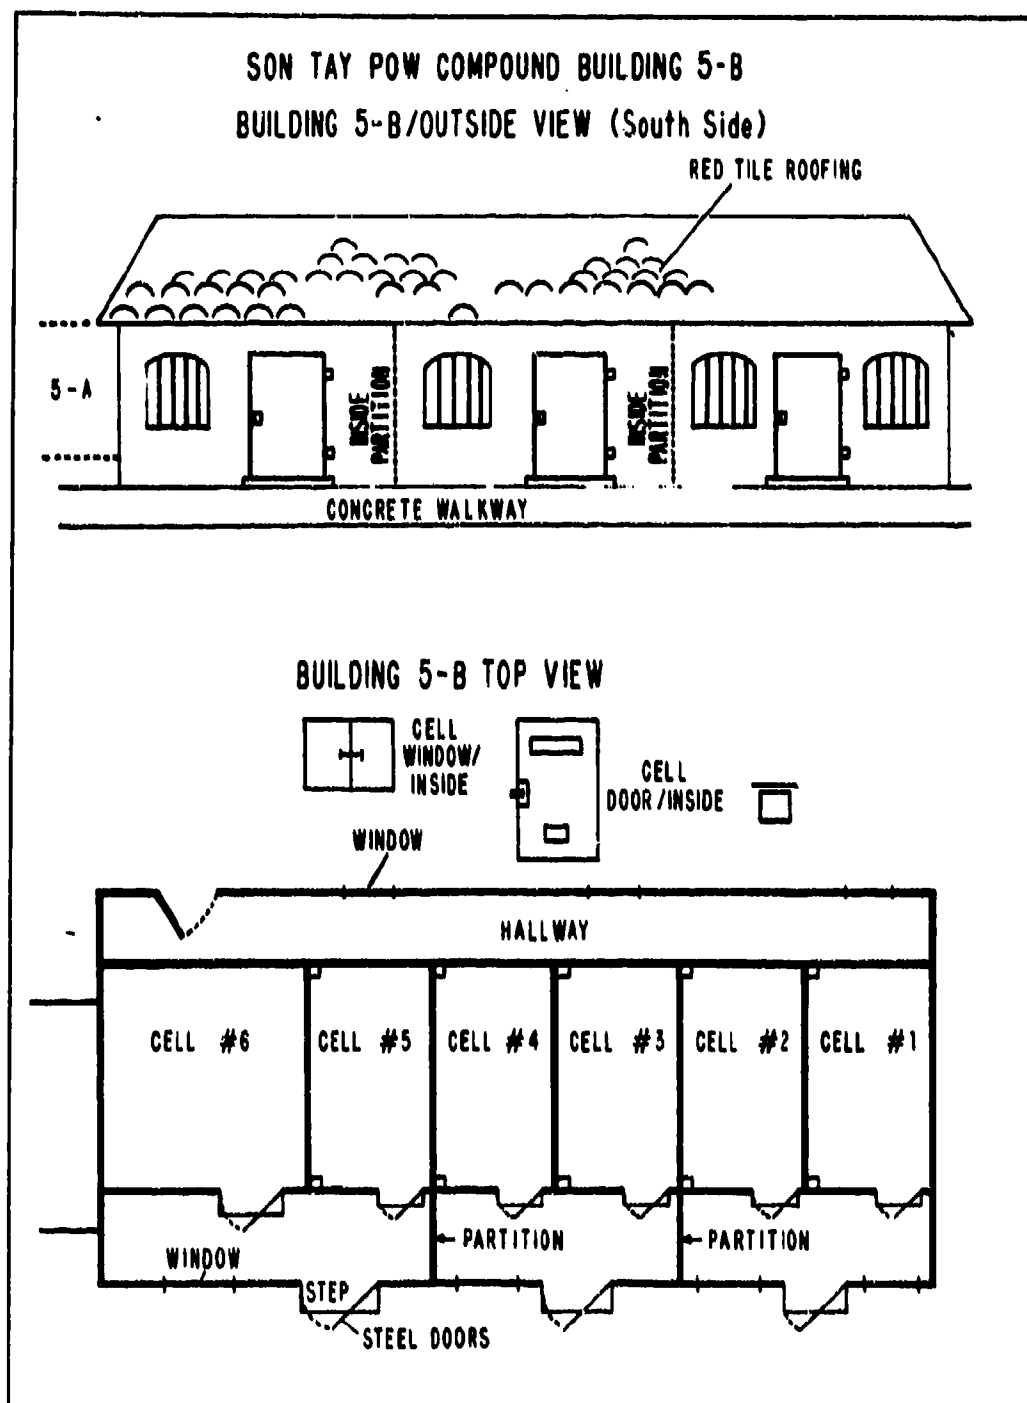 SON TAY POW COMPOUND BUILDING 5-B
BUILDING 5-B/OUTSIDE VIEW (South Side)
RED TILE ROOFING
5-A
INSIDE
PARTITION
INSIDE
PARTITION
CONCRETE WALKWAY
BUILDING 5-B TOP VIEW
CELL
WINDOW/
INSIDE
CELL
DOOR/INSIDE
WINDOW
HALLWAY
CELL #6
CELL #5
CELL #4
CELL #3
CELL #2
CELL #1
PARTITION
PARTITION
WINDOW
STEP
STEEL DOORS